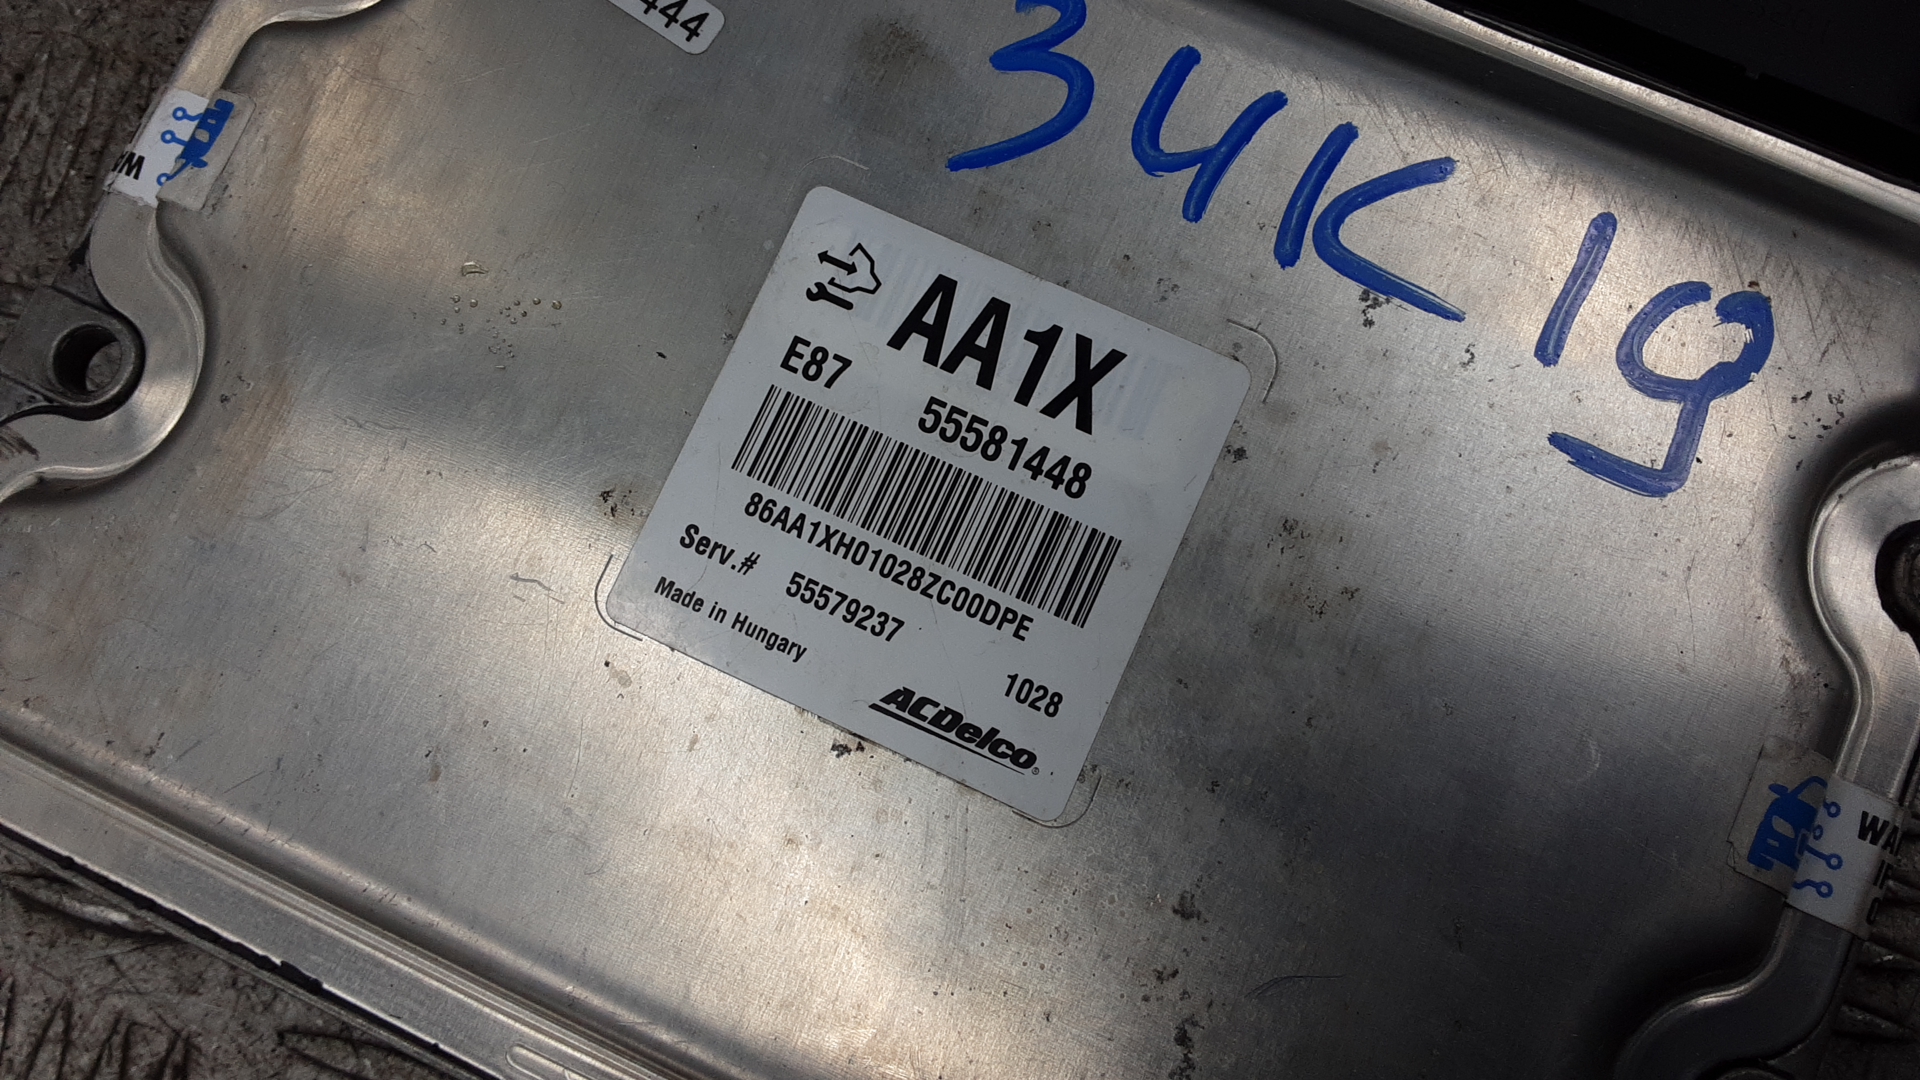 444
34K19
AA1X
E87
55581448
86AA1XH01028ZC00DPE
Serv.# 55579237
Made in Hungary
1028
ACDelco®